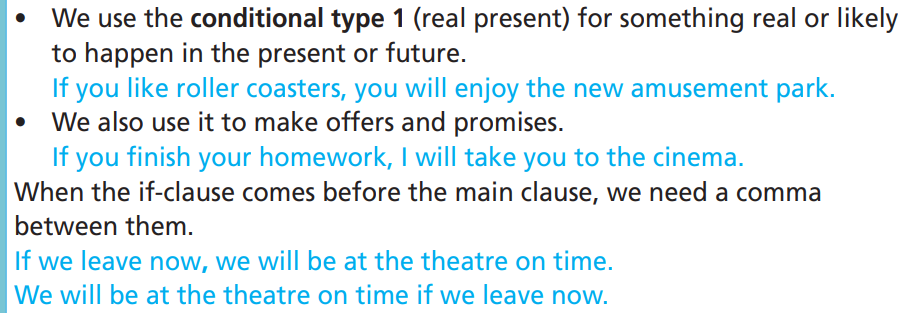 • We use the conditional type 1 (real present) for something real or likely
to happen in the present or future.
If you like roller coasters, you will enjoy the new amusement park.
• We also use it to make offers and promises.
If you finish your homework, I will take you to the cinema.
When the if-clause comes before the main clause, we need a comma
between them.
If we leave now, we will be at the theatre on time.
We will be at the theatre on time if we leave now.